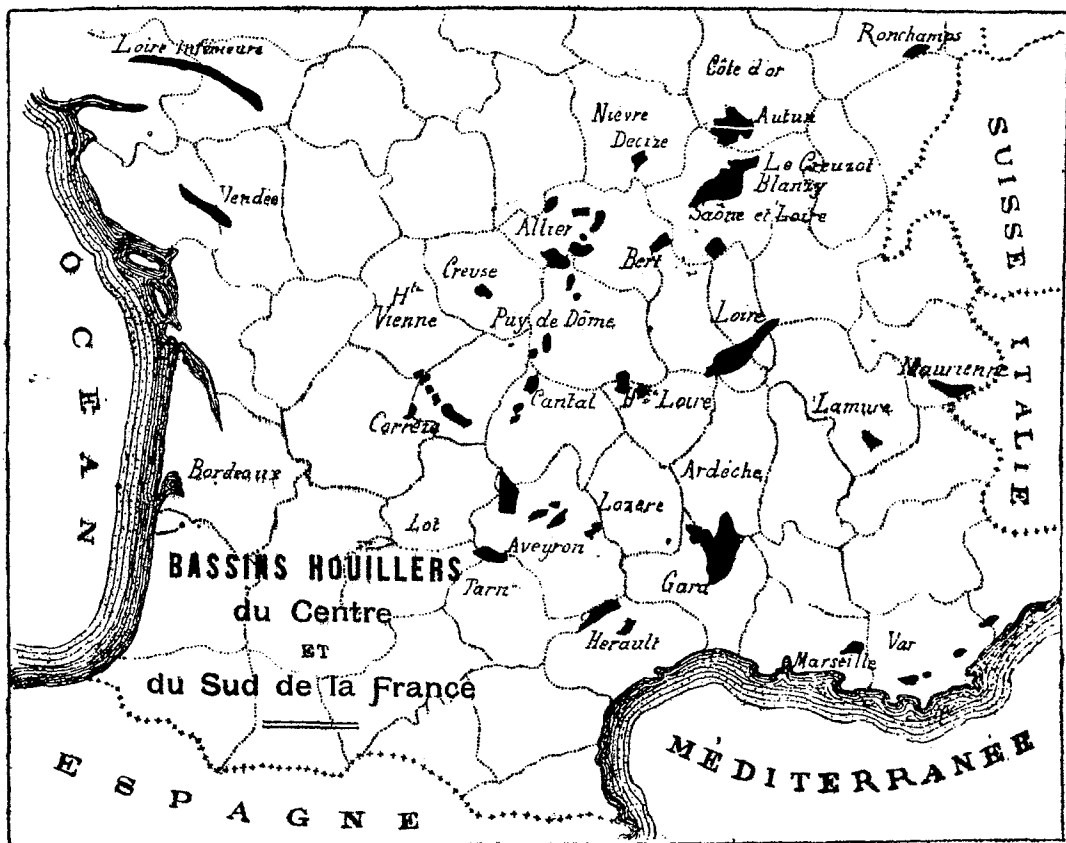 Loire Inférieure
Ronchamps
Côte d'or
Nièvre
Decize
Autun
Le Creuzot
Blanzy
Saône et Loire
Vendée
Allier
Bert
Creuse
Hte
Vienne
Puy de Dôme
Loire
Maurienne
Corrèze
Cantal
Hte Loire
Lamure
Bordeaux
Ardèche
Lot
Lozère
Aveyron
Tarn
Gard
Herault
Marseille
Var
SUISSE
ITALIE
OCÉAN
BASSINS HOUILLERS
du Centre
ET
du Sud de la France
ESPAGNE
MÉDITERRANÉE